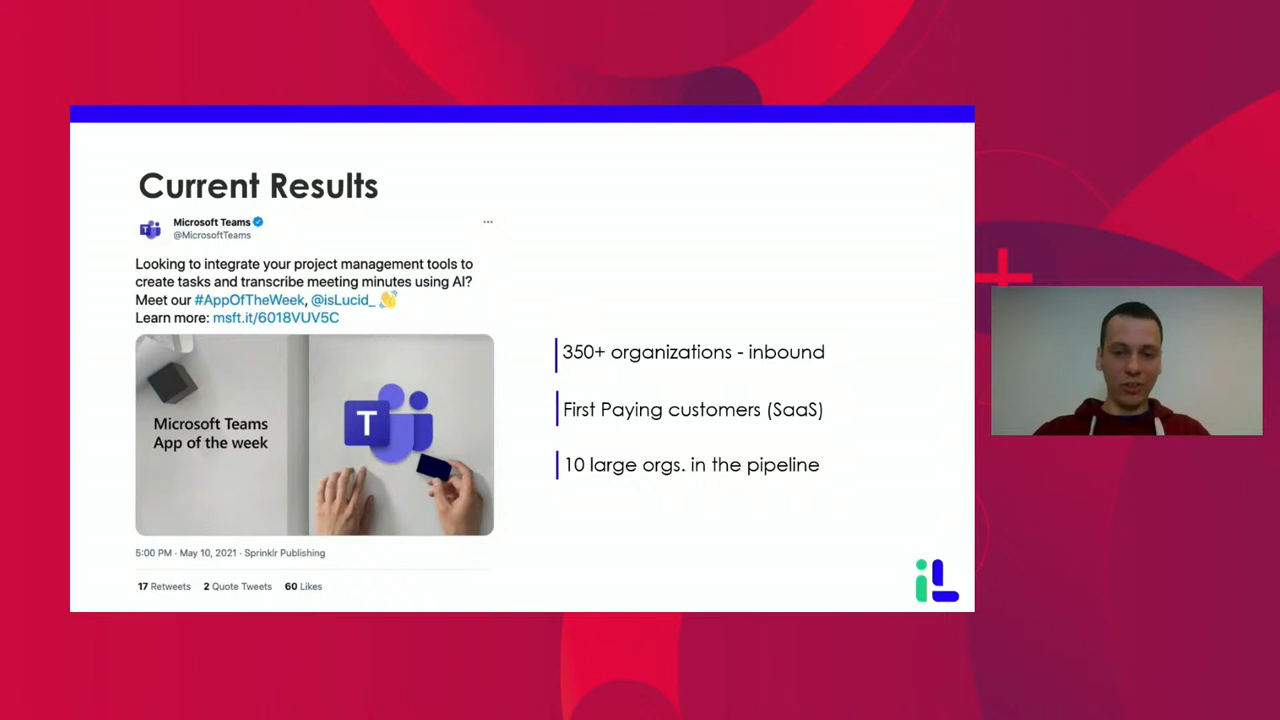 Current Results
Microsoft Teams
@MicrosoftTeams
Looking to integrate your project management tools to
create tasks and transcribe meeting minutes using AI?
Meet our #AppOfTheWeek, @isLucid_ 👋
Learn more: msft.it/6018VUV5C
Microsoft Teams
App of the week
T
5:00 PM · May 10, 2021 · Sprinklr Publishing
17 Retweets 2 Quote Tweets 60 Likes
350+ organizations - inbound
First Paying customers (SaaS)
10 large orgs. in the pipeline
iL